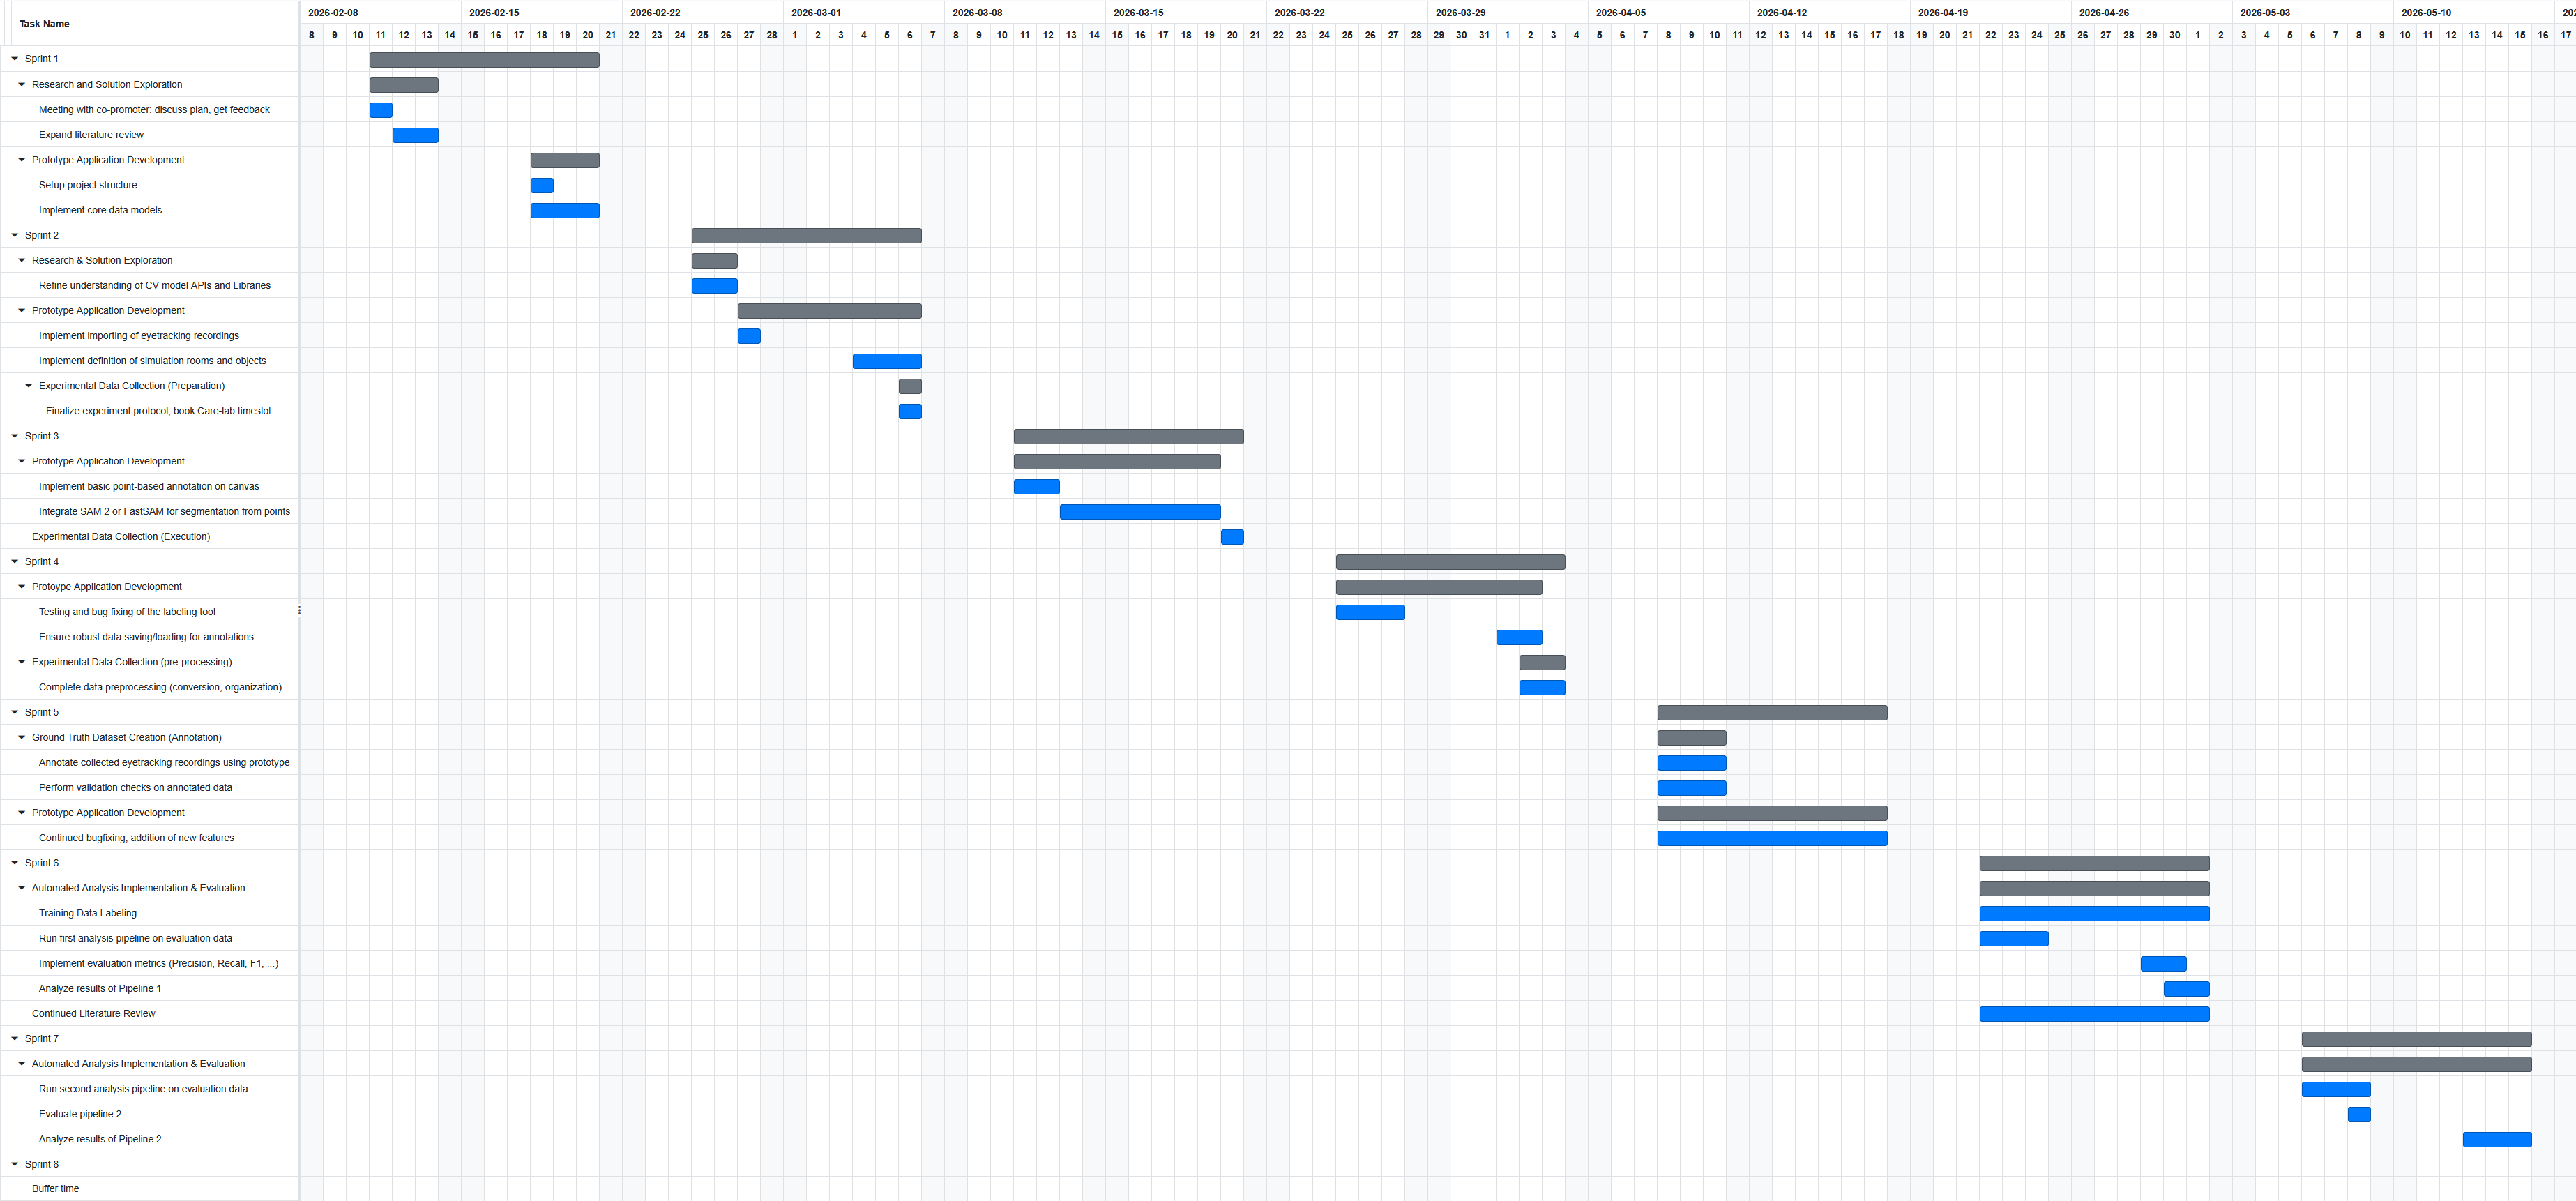 Task Name
2026-02-08 2026-02-15 2026-02-22 2026-03-01 2026-03-08 2026-03-15 2026-03-22 2026-03-29 2026-04-05 2026-04-12 2026-04-19 2026-04-26 2026-05-03 2026-05-10
8 9 10 11 12 13 14 15 16 17 18 19 20 21 22 23 24 25 26 27 28 1 2 3 4 5 6 7 8 9 10 11 12 13 14 15 16 17 18 19 20 21 22 23 24 25 26 27 28 29 30 31 1 2 3 4 5 6 7 8 9 10 11 12 13 14 15 16 17 18 19 20 21 22 23 24 25 26 27 28 29 30 1 2 3 4 5 6 7 8 9 10 11 12 13 14 15 16 17
Sprint 1
Research and Solution Exploration
Meeting with co-promoter: discuss plan, get feedback
Expand literature review
Prototype Application Development
Setup project structure
Implement core data models
Sprint 2
Research & Solution Exploration
Refine understanding of CV model APIs and Libraries
Prototype Application Development
Implement importing of eyetracking recordings
Implement definition of simulation rooms and objects
Experimental Data Collection (Preparation)
Finalize experiment protocol, book Care-lab timeslot
Sprint 3
Prototype Application Development
Implement basic point-based annotation on canvas
Integrate SAM 2 or FastSAM for segmentation from points
Experimental Data Collection (Execution)
Sprint 4
Protoype Application Development
Testing and bug fixing of the labeling tool
Ensure robust data saving/loading for annotations
Experimental Data Collection (pre-processing)
Complete data preprocessing (conversion, organization)
Sprint 5
Ground Truth Dataset Creation (Annotation)
Annotate collected eyetracking recordings using prototype
Perform validation checks on annotated data
Prototype Application Development
Continued bugfixing, addition of new features
Sprint 6
Automated Analysis Implementation & Evaluation
Training Data Labeling
Run first analysis pipeline on evaluation data
Implement evaluation metrics (Precision, Recall, F1, ...)
Analyze results of Pipeline 1
Continued Literature Review
Sprint 7
Automated Analysis Implementation & Evaluation
Run second analysis pipeline on evaluation data
Evaluate pipeline 2
Analyze results of Pipeline 2
Sprint 8
Buffer time